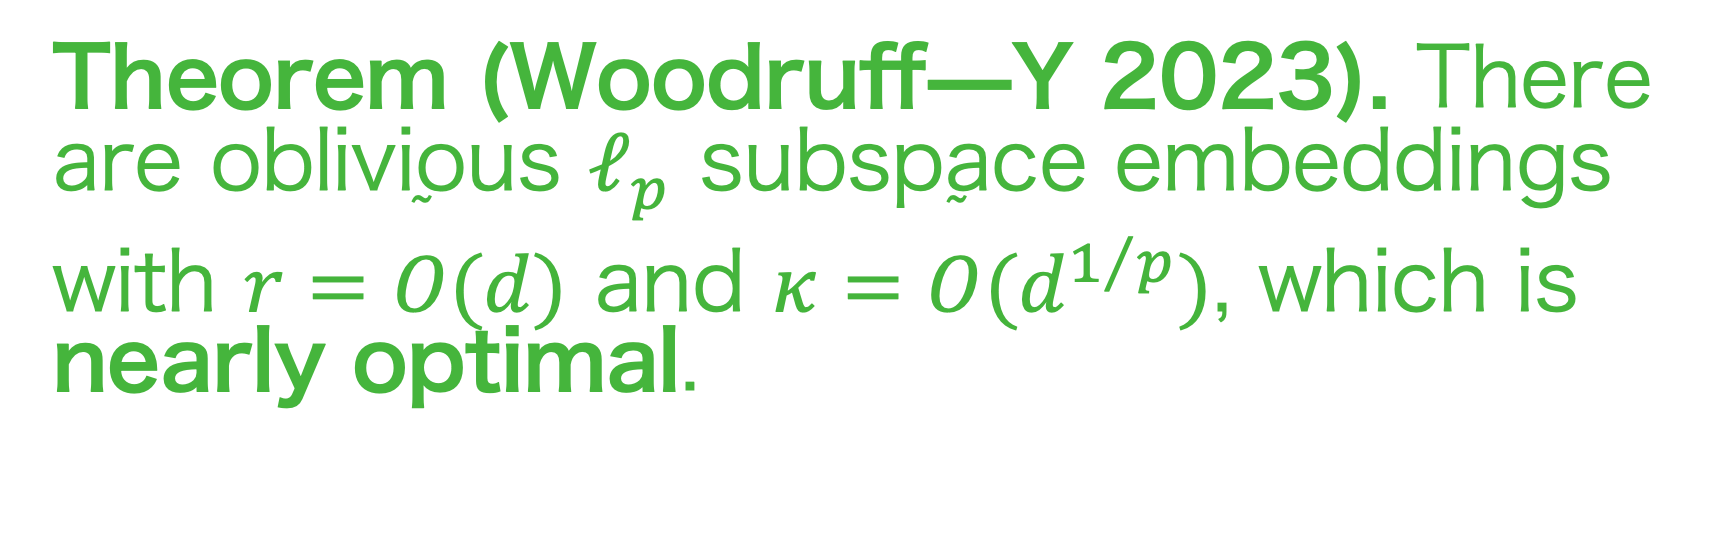 Theorem (Woodruff—Y 2023). There
are oblivious ℓ_p subspace embeddings
with r = Õ(d) and κ = Õ(d^{1/p}), which is
nearly optimal.